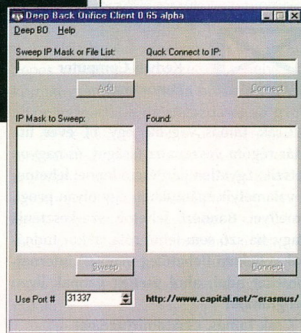 Deep Back Orifice Client 0.65 alpha
Deep BO Help
Sweep IP Mask or File List: Quck Connect to IP:
Add Connect
IP Mask to Sweep: Found:
Sweep Connect
Use Port # 31337 http://www.capital.net/~erasmus/